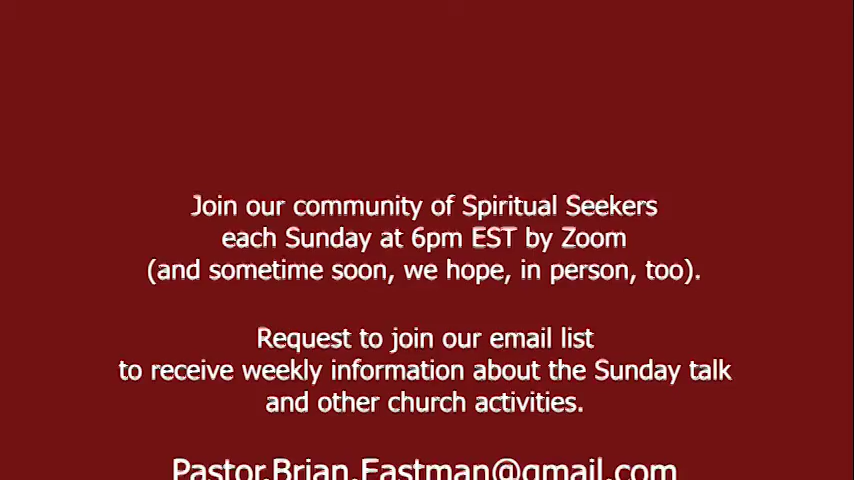 Join our community of Spiritual Seekers
each Sunday at 6pm EST by Zoom
(and sometime soon, we hope, in person, too).
Request to join our email list
to receive weekly information about the Sunday talk
and other church activities.
Pastor.Brian.Eastman@gmail.com